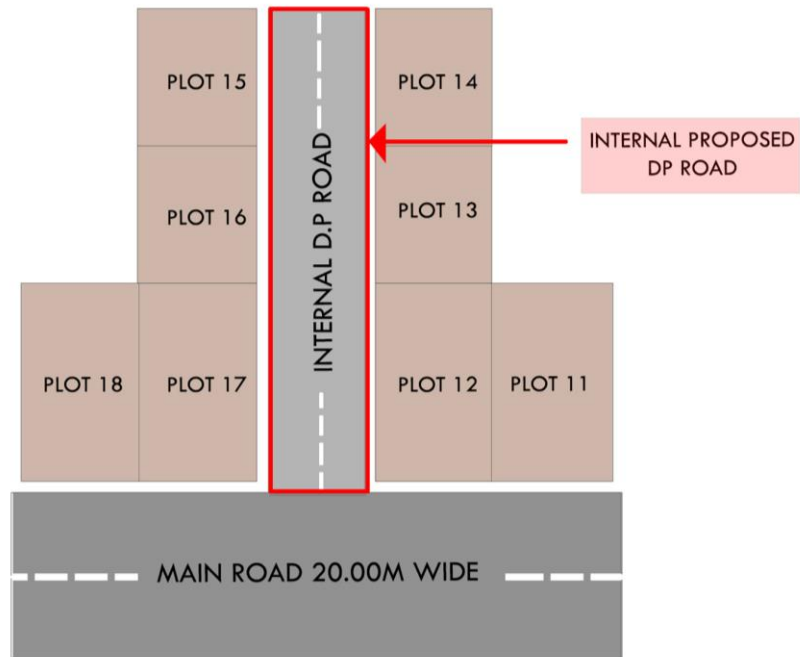 PLOT 15
PLOT 14
INTERNAL PROPOSED
DP ROAD
PLOT 16
PLOT 13
INTERNAL D.P ROAD
PLOT 18
PLOT 17
PLOT 12
PLOT 11
MAIN ROAD 20.00M WIDE